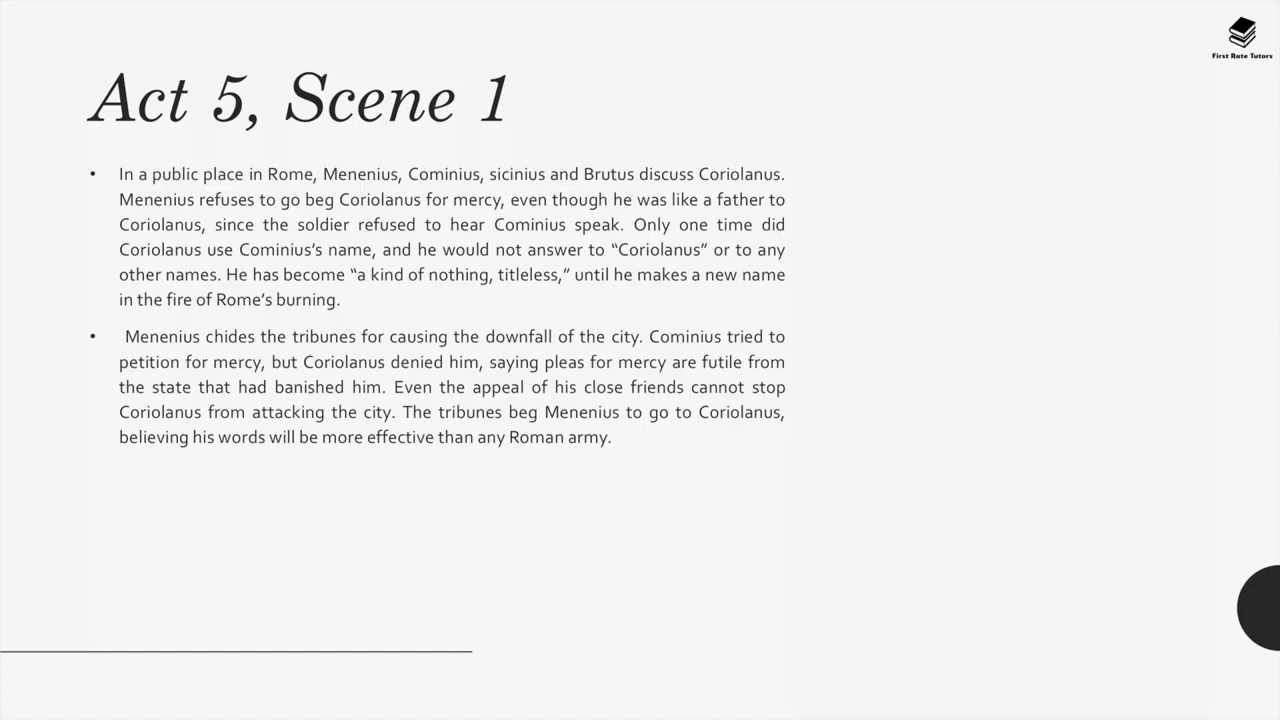 First Rate Tutors
Act 5, Scene 1
• In a public place in Rome, Menenius, Cominius, sicinius and Brutus discuss Coriolanus.
Menenius refuses to go beg Coriolanus for mercy, even though he was like a father to
Coriolanus, since the soldier refused to hear Cominius speak. Only one time did
Coriolanus use Cominius’s name, and he would not answer to “Coriolanus” or to any
other names. He has become “a kind of nothing, titleless,” until he makes a new name
in the fire of Rome’s burning.
• Menenius chides the tribunes for causing the downfall of the city. Cominius tried to
petition for mercy, but Coriolanus denied him, saying pleas for mercy are futile from
the state that had banished him. Even the appeal of his close friends cannot stop
Coriolanus from attacking the city. The tribunes beg Menenius to go to Coriolanus,
believing his words will be more effective than any Roman army.